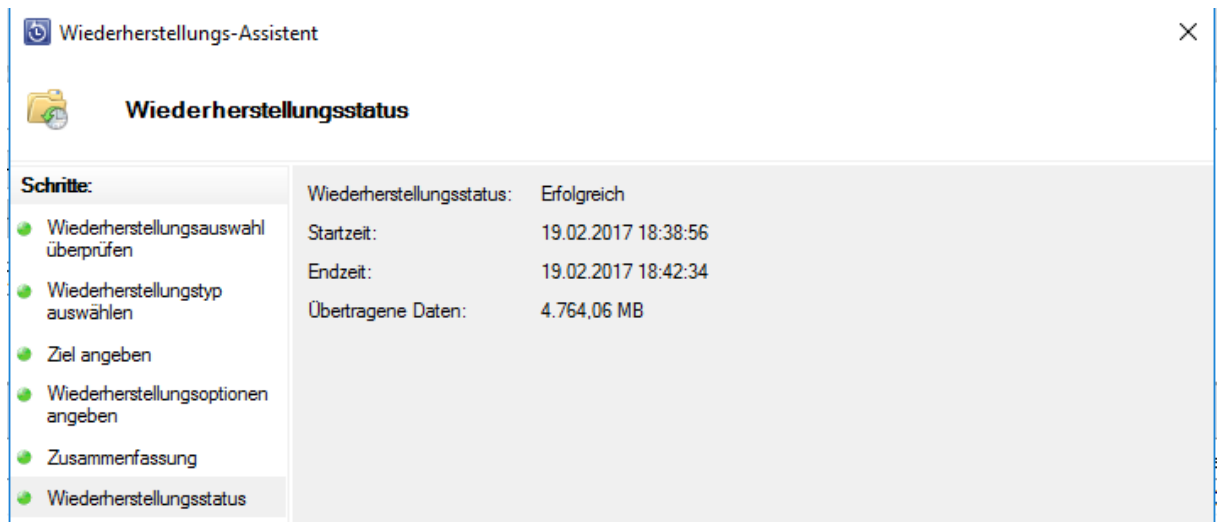 Wiederherstellungs-Assistent
Wiederherstellungsstatus
Schritte:
Wiederherstellungsauswahl
überprüfen
Wiederherstellungstyp
auswählen
Ziel angeben
Wiederherstellungsoptionen
angeben
Zusammenfassung
Wiederherstellungsstatus
Wiederherstellungsstatus: Erfolgreich
Startzeit: 19.02.2017 18:38:56
Endzeit: 19.02.2017 18:42:34
Übertragene Daten: 4.764,06 MB